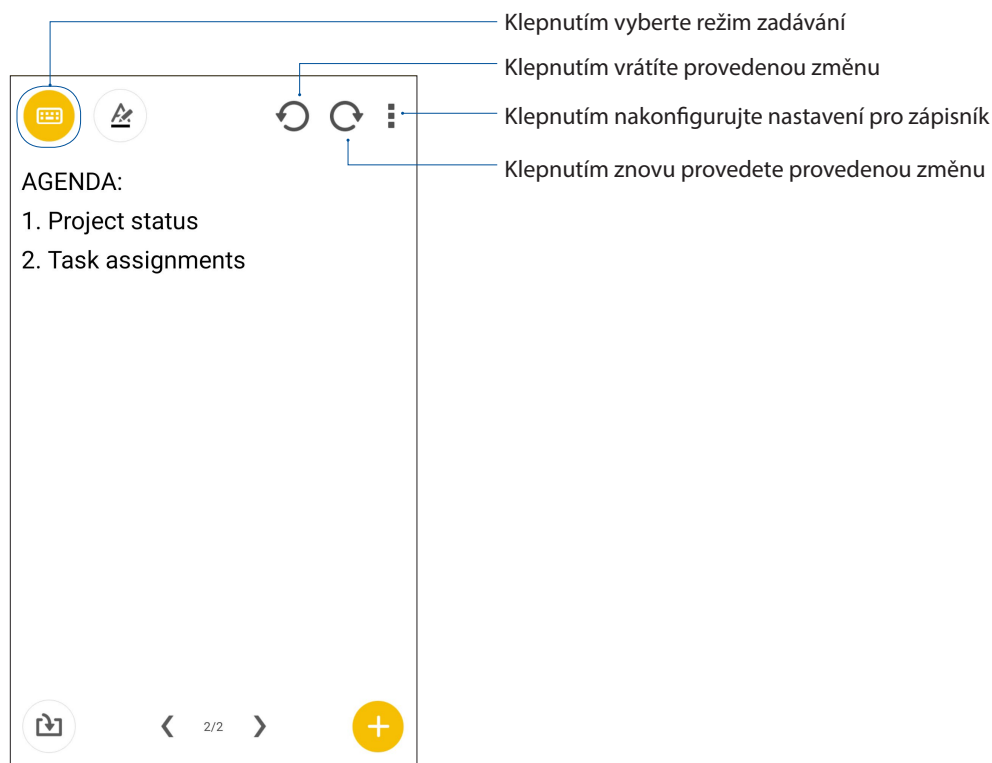 Klepnutím vyberte režim zadávání
Klepnutím vrátíte provedenou změnu
Klepnutím nakonfigurujte nastavení pro zápisník
Klepnutím znovu provedete provedenou změnu
AGENDA:
1. Project status
2. Task assignments
2/2